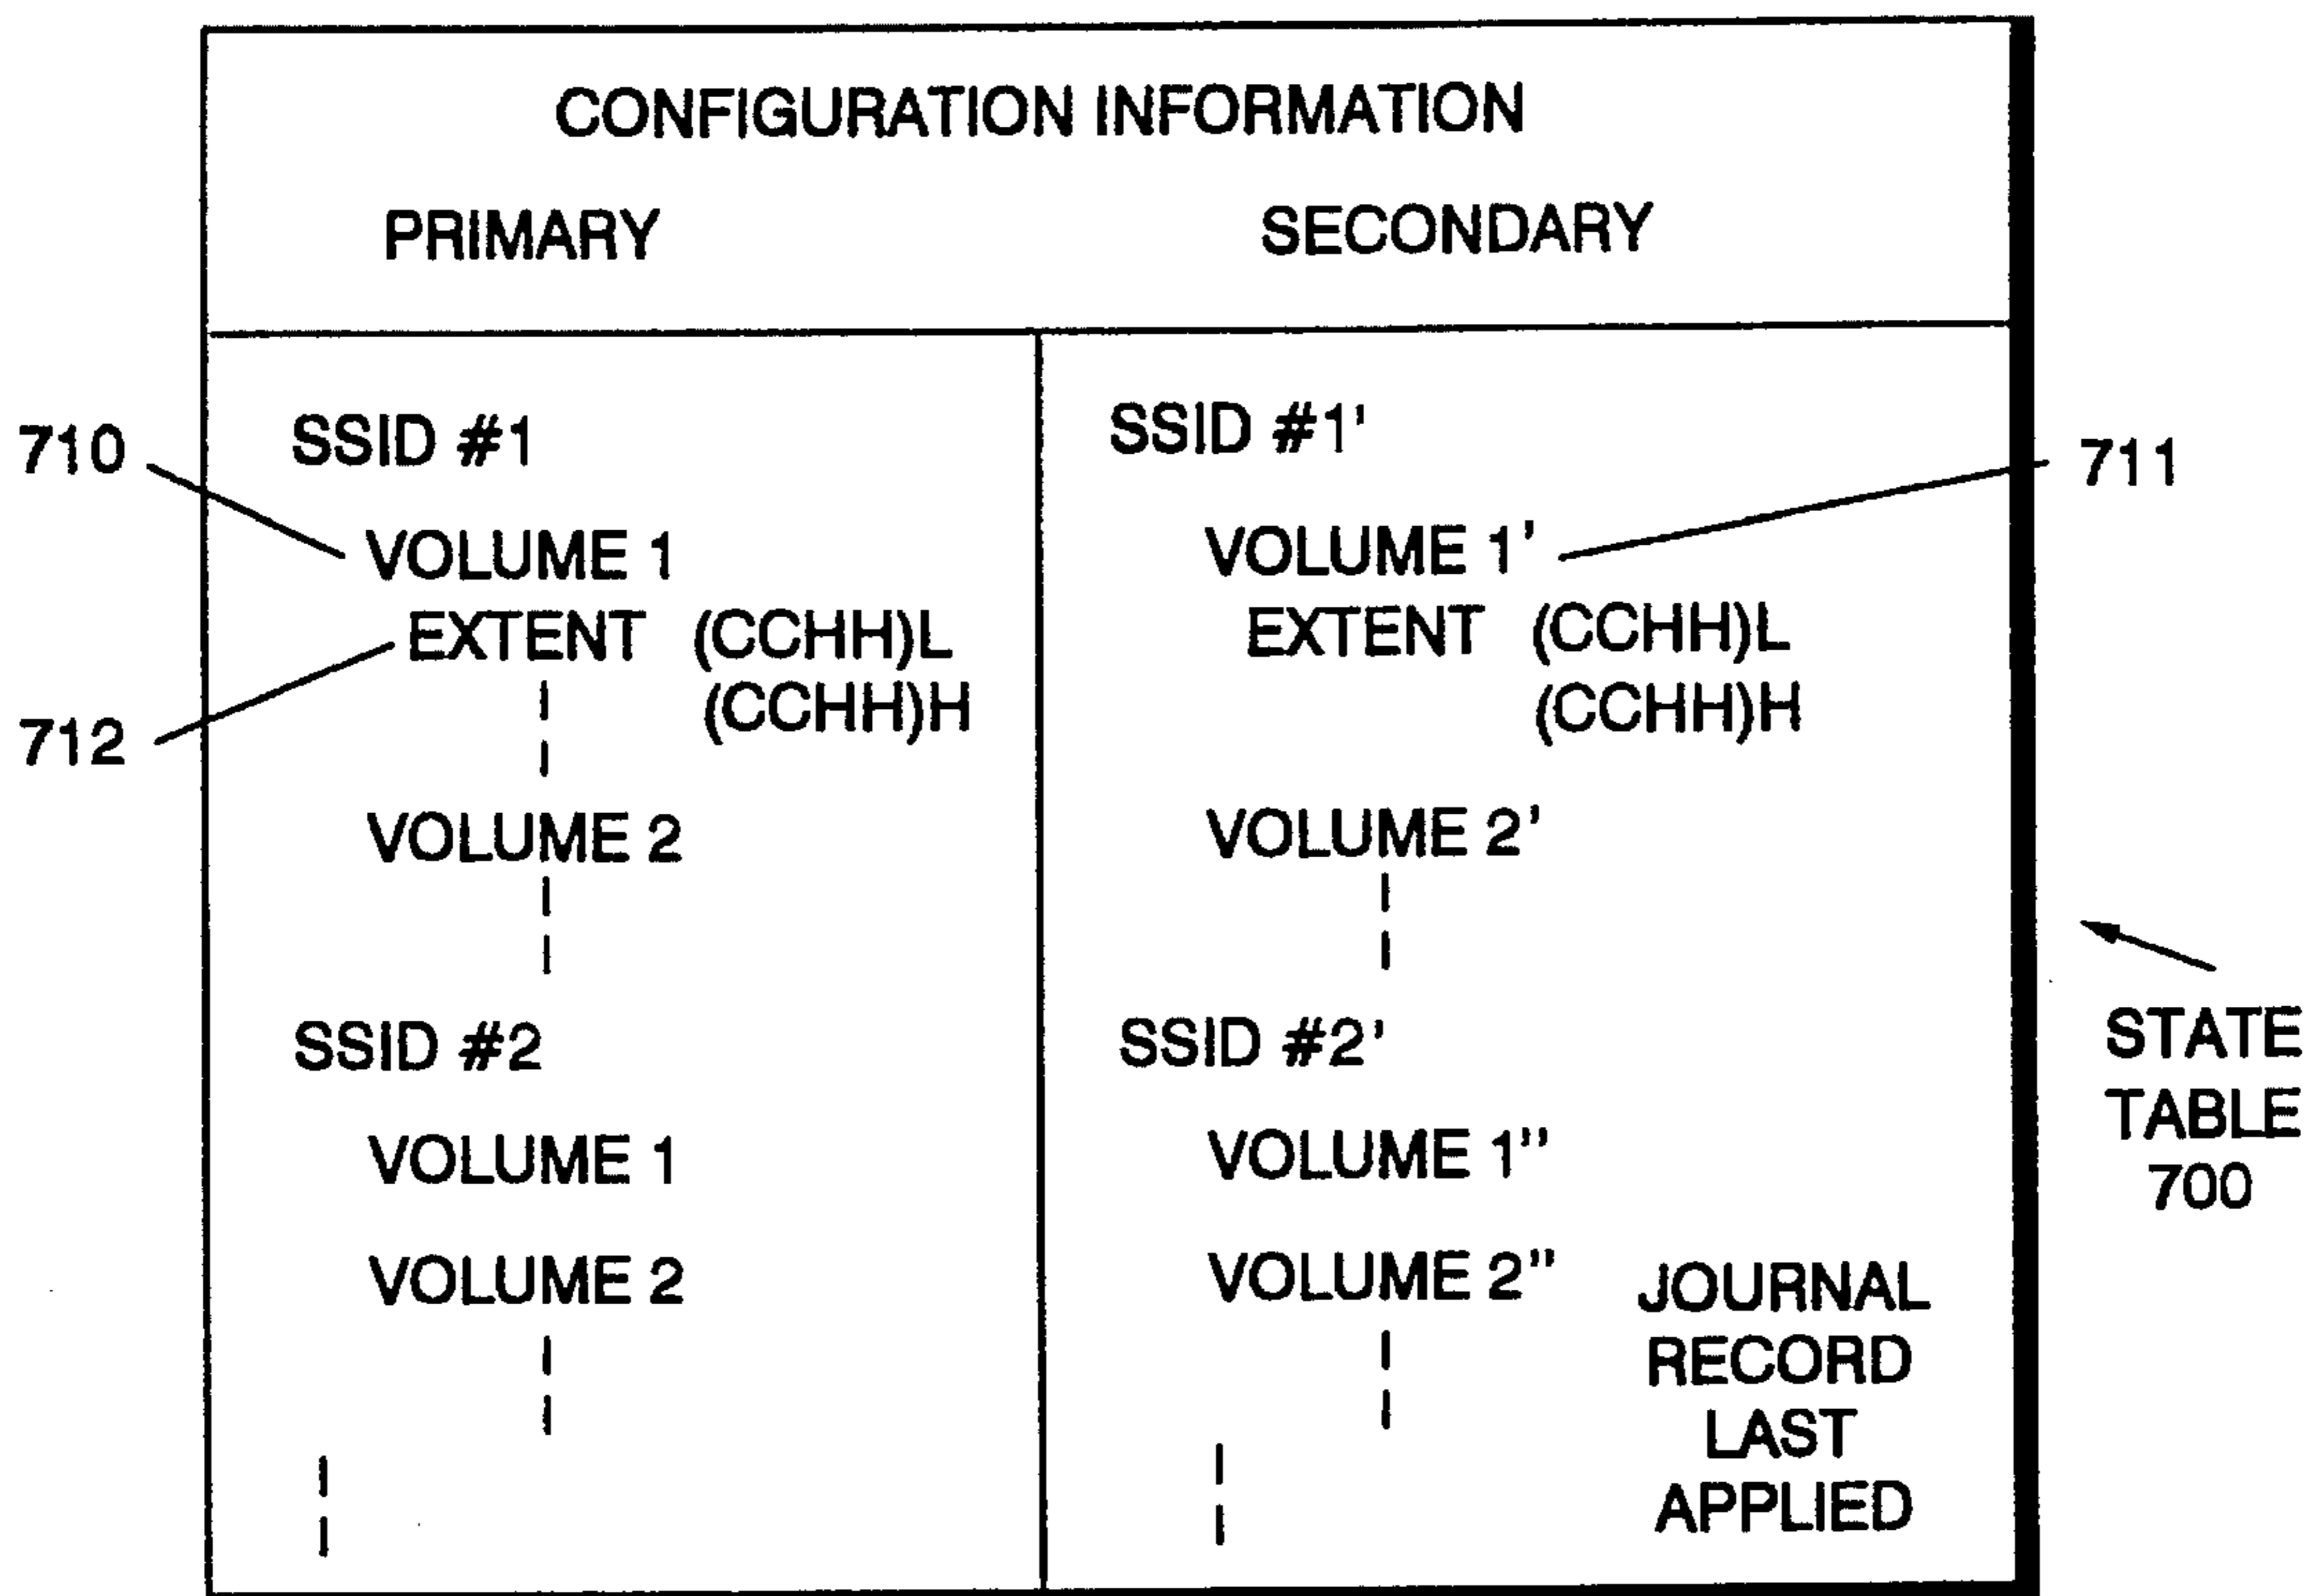 CONFIGURATION INFORMATION
PRIMARY
SECONDARY
710
SSID #1
VOLUME 1
EXTENT (CCHH)L
(CCHH)H
712
VOLUME 2
SSID #2
VOLUME 1
VOLUME 2
SSID #1'
711
VOLUME 1'
EXTENT (CCHH)L
(CCHH)H
VOLUME 2'
SSID #2'
VOLUME 1"
VOLUME 2"
JOURNAL
RECORD
LAST
APPLIED
STATE
TABLE
700